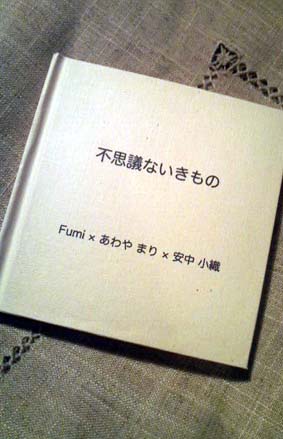 不思議ないきもの
Fumi × あわや まり × 安中 小織